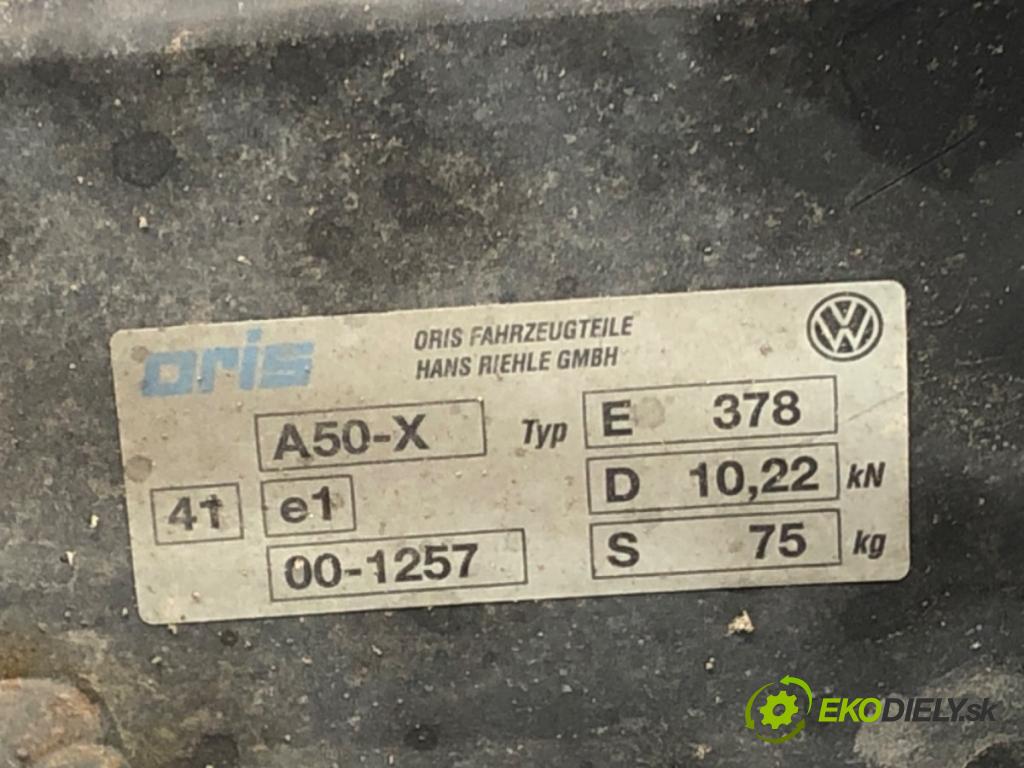 oris
ORIS FAHRZEUGTEILE
HANS RIEHLE GMBH
VW
A50-X Typ E 378
41 e1 D 10,22 kN
00-1257 S 75 kg
EKODIELY.sk